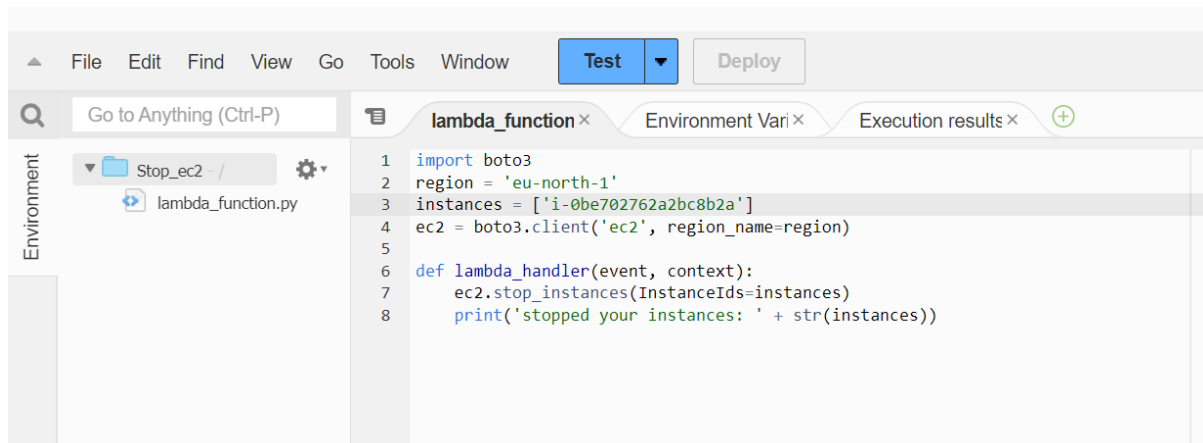 File Edit Find View Go Tools Window Test Deploy
Go to Anything (Ctrl-P)
lambda_function × Environment Vari × Execution results ×
Environment
Stop_ec2 - /
lambda_function.py
1 import boto3
2 region = 'eu-north-1'
3 instances = ['i-0be702762a2bc8b2a']
4 ec2 = boto3.client('ec2', region_name=region)
5
6 def lambda_handler(event, context):
7     ec2.stop_instances(InstanceIds=instances)
8     print('stopped your instances: ' + str(instances))